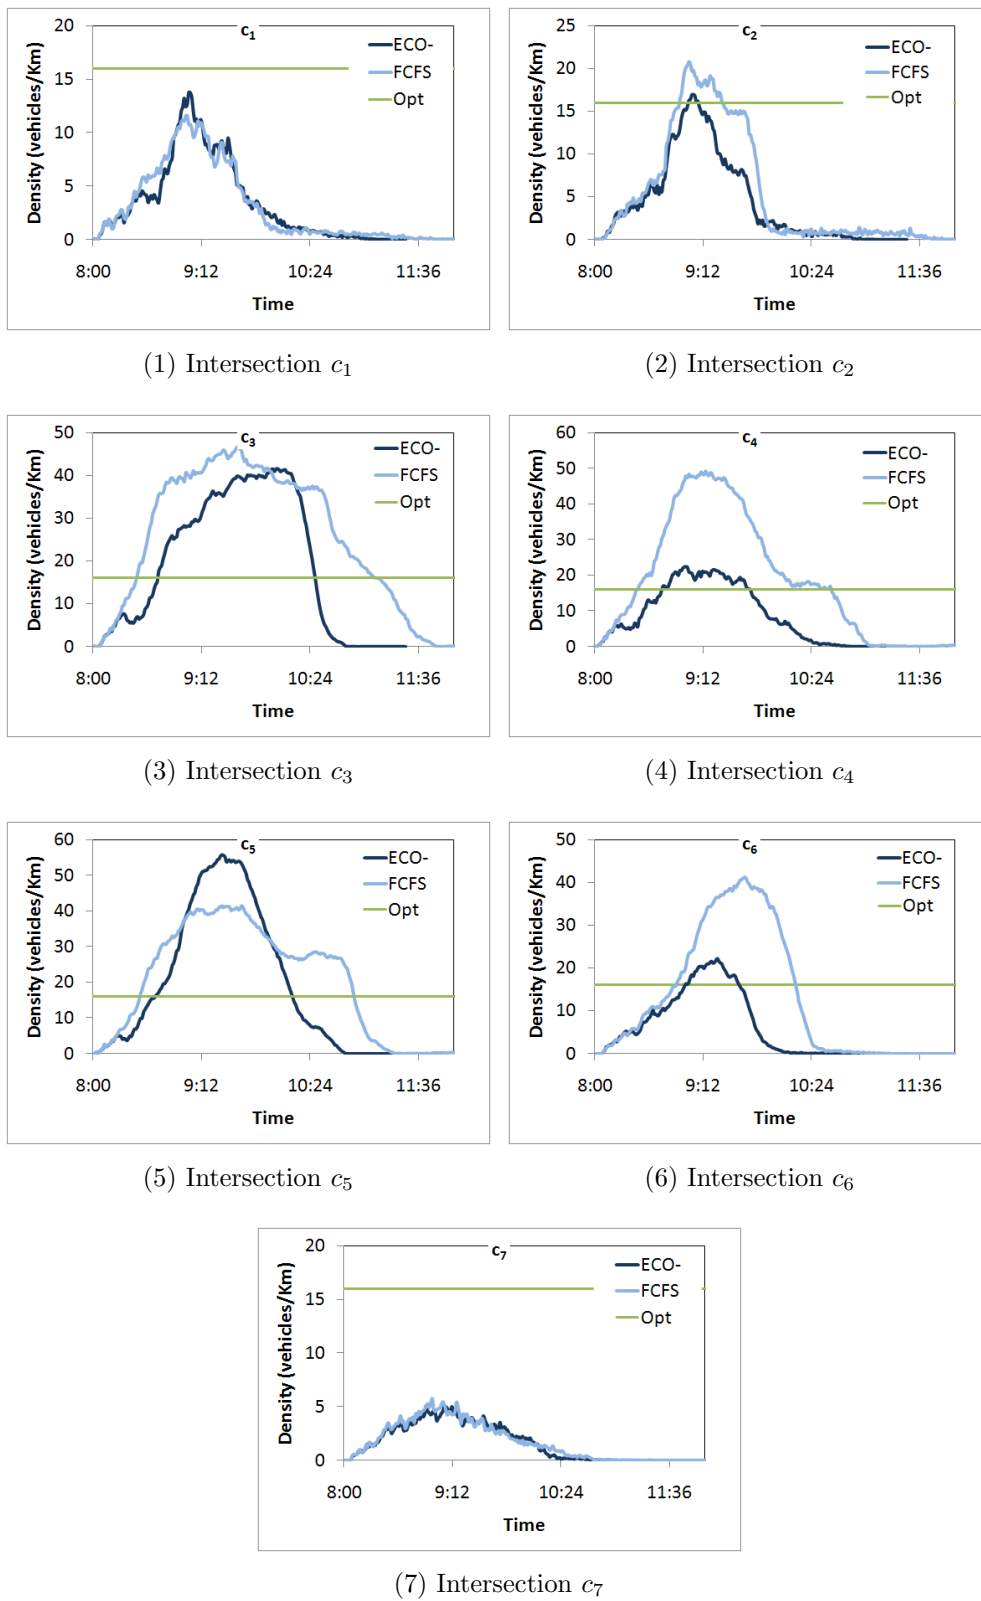 c1
Density (vehicles/Km)
20
15
10
5
0
8:00 9:12 10:24 11:36
Time
ECO-
FCFS
Opt
(1) Intersection c1
c2
Density (vehicles/Km)
25
20
15
10
5
0
8:00 9:12 10:24 11:36
Time
ECO-
FCFS
Opt
(2) Intersection c2
c3
Density (vehicles/Km)
50
40
30
20
10
0
8:00 9:12 10:24 11:36
Time
ECO-
FCFS
Opt
(3) Intersection c3
c4
Density (vehicles/Km)
60
50
40
30
20
10
0
8:00 9:12 10:24 11:36
Time
ECO-
FCFS
Opt
(4) Intersection c4
c5
Density (vehicles/Km)
60
50
40
30
20
10
0
8:00 9:12 10:24 11:36
Time
ECO-
FCFS
Opt
(5) Intersection c5
c6
Density (vehicles/Km)
50
40
30
20
10
0
8:00 9:12 10:24 11:36
Time
ECO-
FCFS
Opt
(6) Intersection c6
c7
Density (vehicles/Km)
20
15
10
5
0
8:00 9:12 10:24 11:36
Time
ECO-
FCFS
Opt
(7) Intersection c7